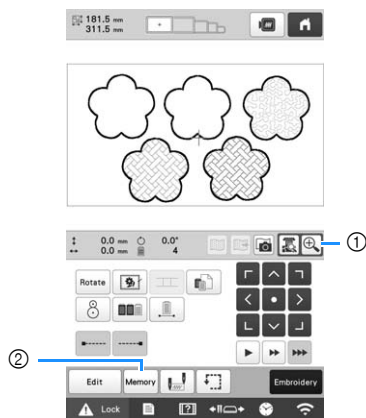 181.5 mm
311.5 mm
0.0 mm 0.0°
0.0 mm 4
①
Rotate
②
Edit Memory Embroidery
Lock